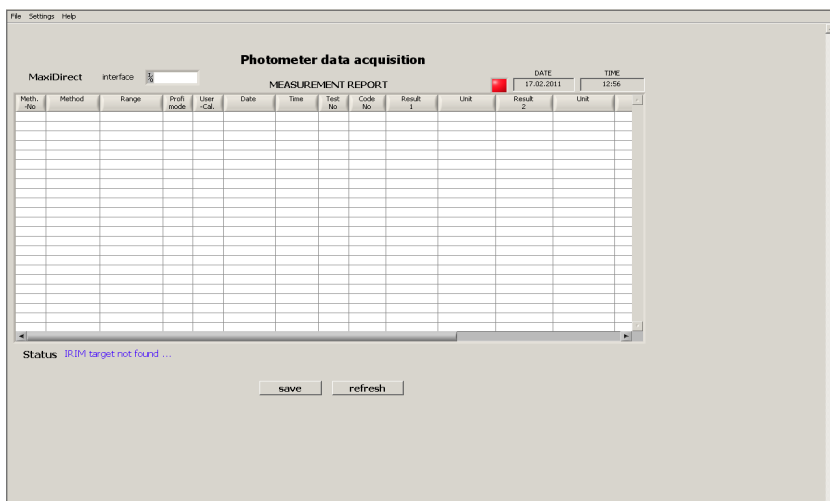 File Settings Help
Photometer data acquisition
MaxiDirect interface
MEASUREMENT REPORT
DATE TIME
17.02.2011 12:56
Meth. -No Method Range Profi mode User -Cal. Date Time Test No Code No Result 1 Unit Result 2 Unit
Status IRIM target not found ...
save refresh